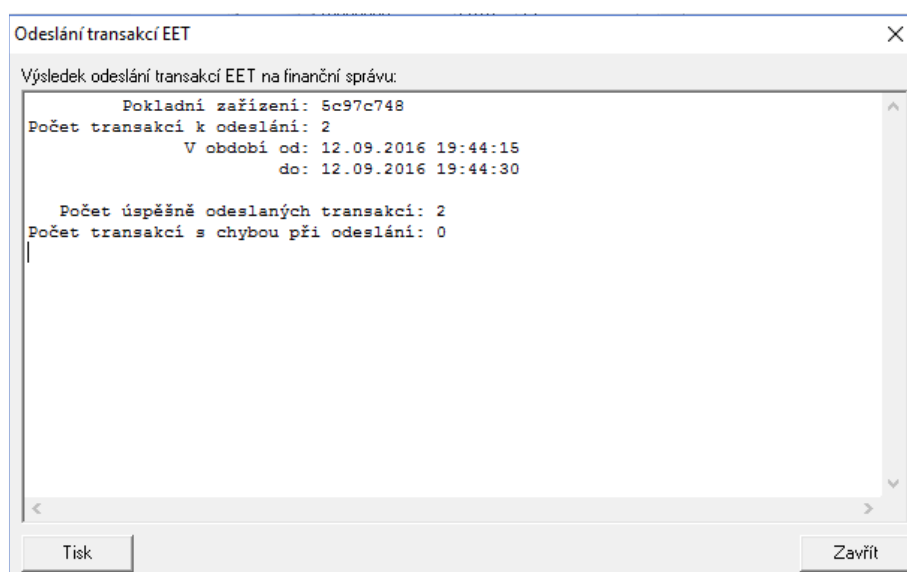 Odeslání transakcí EET
Výsledek odeslání transakcí EET na finanční správu:
Pokladní zařízení: 5c97c748
Počet transakcí k odeslání: 2
V období od: 12.09.2016 19:44:15
do: 12.09.2016 19:44:30
Počet úspěšně odeslaných transakcí: 2
Počet transakcí s chybou při odeslání: 0
Tisk
Zavřít